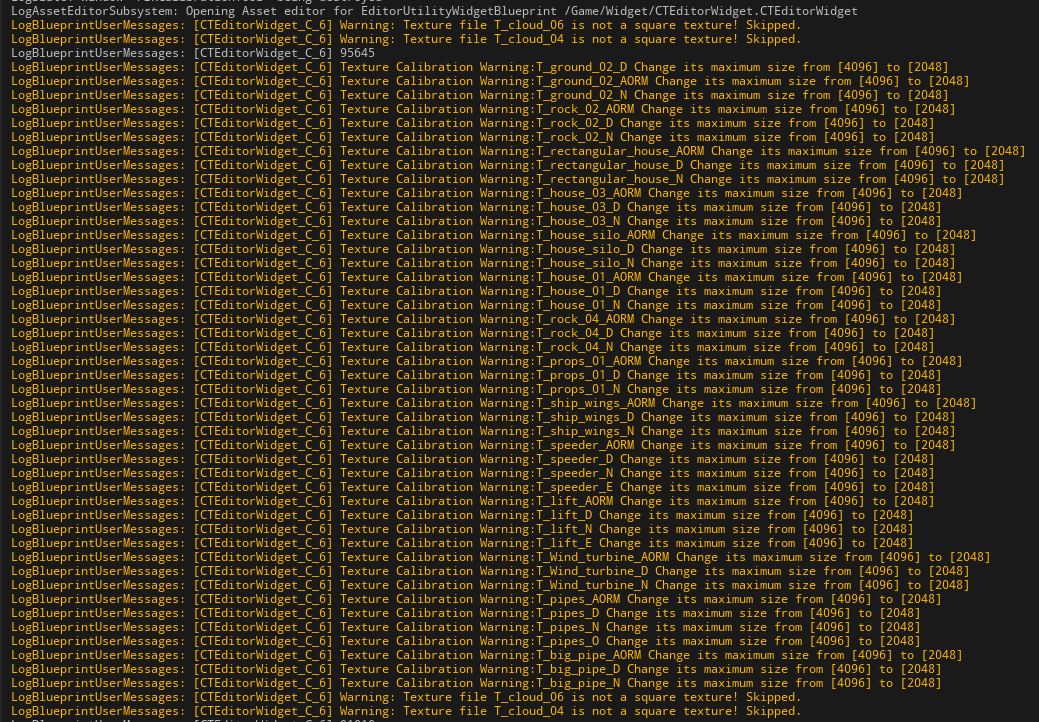 LogAssetEditorSubsystem: Opening Asset editor for EditorUtilityWidgetBlueprint /Game/Widget/CTEditorWidget.CTEditorWidget
LogBlueprintUserMessages: [CTEditorWidget_C_6] Warning: Texture file T_cloud_06 is not a square texture! Skipped.
LogBlueprintUserMessages: [CTEditorWidget_C_6] Warning: Texture file T_cloud_04 is not a square texture! Skipped.
LogBlueprintUserMessages: [CTEditorWidget_C_6] 95645
LogBlueprintUserMessages: [CTEditorWidget_C_6] Texture Calibration Warning:T_ground_02_D Change its maximum size from [4096] to [2048]
LogBlueprintUserMessages: [CTEditorWidget_C_6] Texture Calibration Warning:T_ground_02_AORM Change its maximum size from [4096] to [2048]
LogBlueprintUserMessages: [CTEditorWidget_C_6] Texture Calibration Warning:T_ground_02_N Change its maximum size from [4096] to [2048]
LogBlueprintUserMessages: [CTEditorWidget_C_6] Texture Calibration Warning:T_rock_02_AORM Change its maximum size from [4096] to [2048]
LogBlueprintUserMessages: [CTEditorWidget_C_6] Texture Calibration Warning:T_rock_02_D Change its maximum size from [4096] to [2048]
LogBlueprintUserMessages: [CTEditorWidget_C_6] Texture Calibration Warning:T_rock_02_N Change its maximum size from [4096] to [2048]
LogBlueprintUserMessages: [CTEditorWidget_C_6] Texture Calibration Warning:T_rectangular_house_AORM Change its maximum size from [4096] to [2048]
LogBlueprintUserMessages: [CTEditorWidget_C_6] Texture Calibration Warning:T_rectangular_house_D Change its maximum size from [4096] to [2048]
LogBlueprintUserMessages: [CTEditorWidget_C_6] Texture Calibration Warning:T_rectangular_house_N Change its maximum size from [4096] to [2048]
LogBlueprintUserMessages: [CTEditorWidget_C_6] Texture Calibration Warning:T_house_03_AORM Change its maximum size from [4096] to [2048]
LogBlueprintUserMessages: [CTEditorWidget_C_6] Texture Calibration Warning:T_house_03_D Change its maximum size from [4096] to [2048]
LogBlueprintUserMessages: [CTEditorWidget_C_6] Texture Calibration Warning:T_house_03_N Change its maximum size from [4096] to [2048]
LogBlueprintUserMessages: [CTEditorWidget_C_6] Texture Calibration Warning:T_house_silo_AORM Change its maximum size from [4096] to [2048]
LogBlueprintUserMessages: [CTEditorWidget_C_6] Texture Calibration Warning:T_house_silo_D Change its maximum size from [4096] to [2048]
LogBlueprintUserMessages: [CTEditorWidget_C_6] Texture Calibration Warning:T_house_silo_N Change its maximum size from [4096] to [2048]
LogBlueprintUserMessages: [CTEditorWidget_C_6] Texture Calibration Warning:T_house_01_AORM Change its maximum size from [4096] to [2048]
LogBlueprintUserMessages: [CTEditorWidget_C_6] Texture Calibration Warning:T_house_01_D Change its maximum size from [4096] to [2048]
LogBlueprintUserMessages: [CTEditorWidget_C_6] Texture Calibration Warning:T_house_01_N Change its maximum size from [4096] to [2048]
LogBlueprintUserMessages: [CTEditorWidget_C_6] Texture Calibration Warning:T_rock_04_AORM Change its maximum size from [4096] to [2048]
LogBlueprintUserMessages: [CTEditorWidget_C_6] Texture Calibration Warning:T_rock_04_D Change its maximum size from [4096] to [2048]
LogBlueprintUserMessages: [CTEditorWidget_C_6] Texture Calibration Warning:T_rock_04_N Change its maximum size from [4096] to [2048]
LogBlueprintUserMessages: [CTEditorWidget_C_6] Texture Calibration Warning:T_props_01_AORM Change its maximum size from [4096] to [2048]
LogBlueprintUserMessages: [CTEditorWidget_C_6] Texture Calibration Warning:T_props_01_D Change its maximum size from [4096] to [2048]
LogBlueprintUserMessages: [CTEditorWidget_C_6] Texture Calibration Warning:T_props_01_N Change its maximum size from [4096] to [2048]
LogBlueprintUserMessages: [CTEditorWidget_C_6] Texture Calibration Warning:T_ship_wings_AORM Change its maximum size from [4096] to [2048]
LogBlueprintUserMessages: [CTEditorWidget_C_6] Texture Calibration Warning:T_ship_wings_D Change its maximum size from [4096] to [2048]
LogBlueprintUserMessages: [CTEditorWidget_C_6] Texture Calibration Warning:T_ship_wings_N Change its maximum size from [4096] to [2048]
LogBlueprintUserMessages: [CTEditorWidget_C_6] Texture Calibration Warning:T_speeder_AORM Change its maximum size from [4096] to [2048]
LogBlueprintUserMessages: [CTEditorWidget_C_6] Texture Calibration Warning:T_speeder_D Change its maximum size from [4096] to [2048]
LogBlueprintUserMessages: [CTEditorWidget_C_6] Texture Calibration Warning:T_speeder_N Change its maximum size from [4096] to [2048]
LogBlueprintUserMessages: [CTEditorWidget_C_6] Texture Calibration Warning:T_speeder_E Change its maximum size from [4096] to [2048]
LogBlueprintUserMessages: [CTEditorWidget_C_6] Texture Calibration Warning:T_lift_AORM Change its maximum size from [4096] to [2048]
LogBlueprintUserMessages: [CTEditorWidget_C_6] Texture Calibration Warning:T_lift_D Change its maximum size from [4096] to [2048]
LogBlueprintUserMessages: [CTEditorWidget_C_6] Texture Calibration Warning:T_lift_N Change its maximum size from [4096] to [2048]
LogBlueprintUserMessages: [CTEditorWidget_C_6] Texture Calibration Warning:T_lift_E Change its maximum size from [4096] to [2048]
LogBlueprintUserMessages: [CTEditorWidget_C_6] Texture Calibration Warning:T_Wind_turbine_AORM Change its maximum size from [4096] to [2048]
LogBlueprintUserMessages: [CTEditorWidget_C_6] Texture Calibration Warning:T_Wind_turbine_D Change its maximum size from [4096] to [2048]
LogBlueprintUserMessages: [CTEditorWidget_C_6] Texture Calibration Warning:T_Wind_turbine_N Change its maximum size from [4096] to [2048]
LogBlueprintUserMessages: [CTEditorWidget_C_6] Texture Calibration Warning:T_pipes_AORM Change its maximum size from [4096] to [2048]
LogBlueprintUserMessages: [CTEditorWidget_C_6] Texture Calibration Warning:T_pipes_D Change its maximum size from [4096] to [2048]
LogBlueprintUserMessages: [CTEditorWidget_C_6] Texture Calibration Warning:T_pipes_N Change its maximum size from [4096] to [2048]
LogBlueprintUserMessages: [CTEditorWidget_C_6] Texture Calibration Warning:T_pipes_O Change its maximum size from [4096] to [2048]
LogBlueprintUserMessages: [CTEditorWidget_C_6] Texture Calibration Warning:T_big_pipe_AORM Change its maximum size from [4096] to [2048]
LogBlueprintUserMessages: [CTEditorWidget_C_6] Texture Calibration Warning:T_big_pipe_D Change its maximum size from [4096] to [2048]
LogBlueprintUserMessages: [CTEditorWidget_C_6] Texture Calibration Warning:T_big_pipe_N Change its maximum size from [4096] to [2048]
LogBlueprintUserMessages: [CTEditorWidget_C_6] Warning: Texture file T_cloud_06 is not a square texture! Skipped.
LogBlueprintUserMessages: [CTEditorWidget_C_6] Warning: Texture file T_cloud_04 is not a square texture! Skipped.